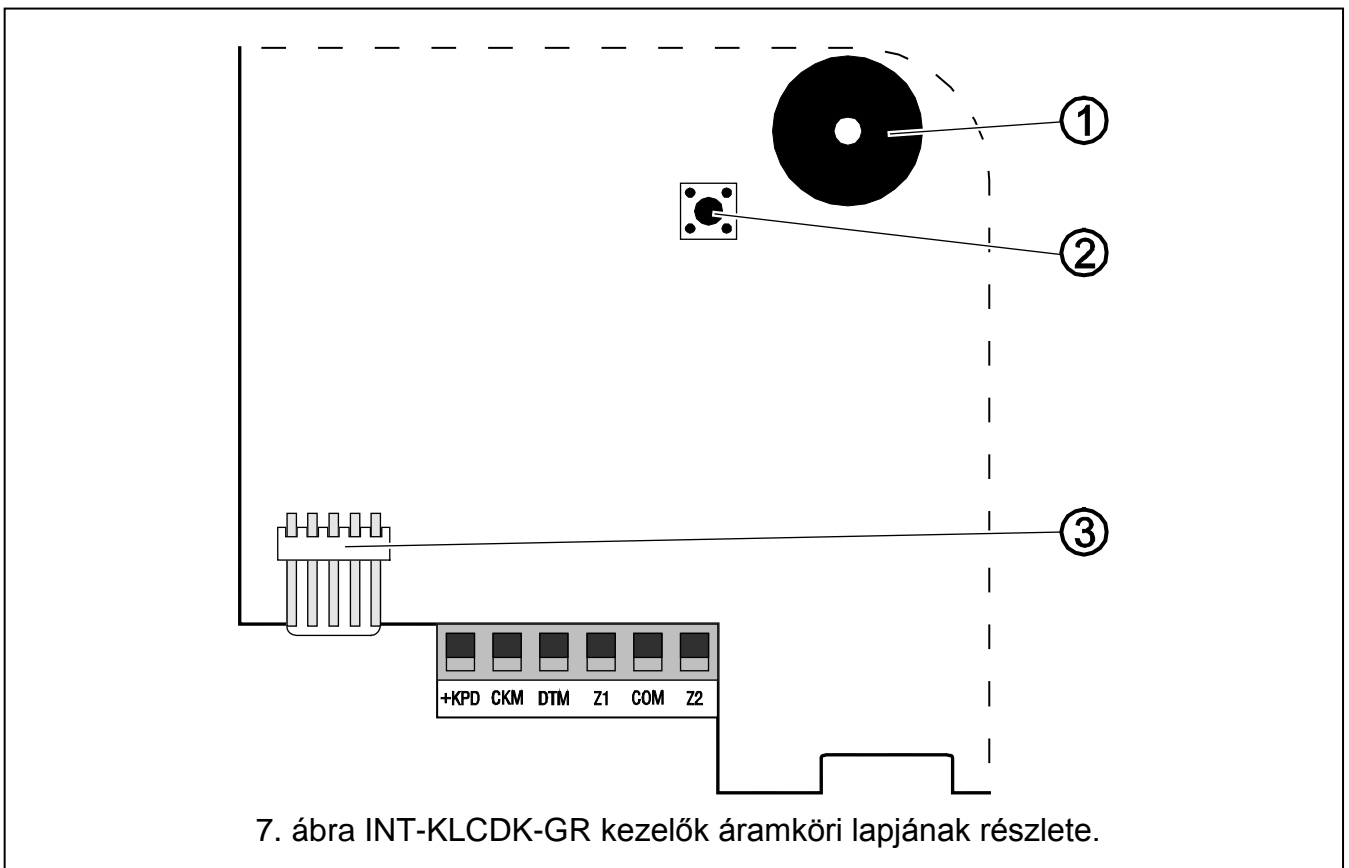 1
2
3
+KPD CKM DTM Z1 COM Z2
7. ábra INT-KLCDK-GR kezelők áramköri lapjának részlete.